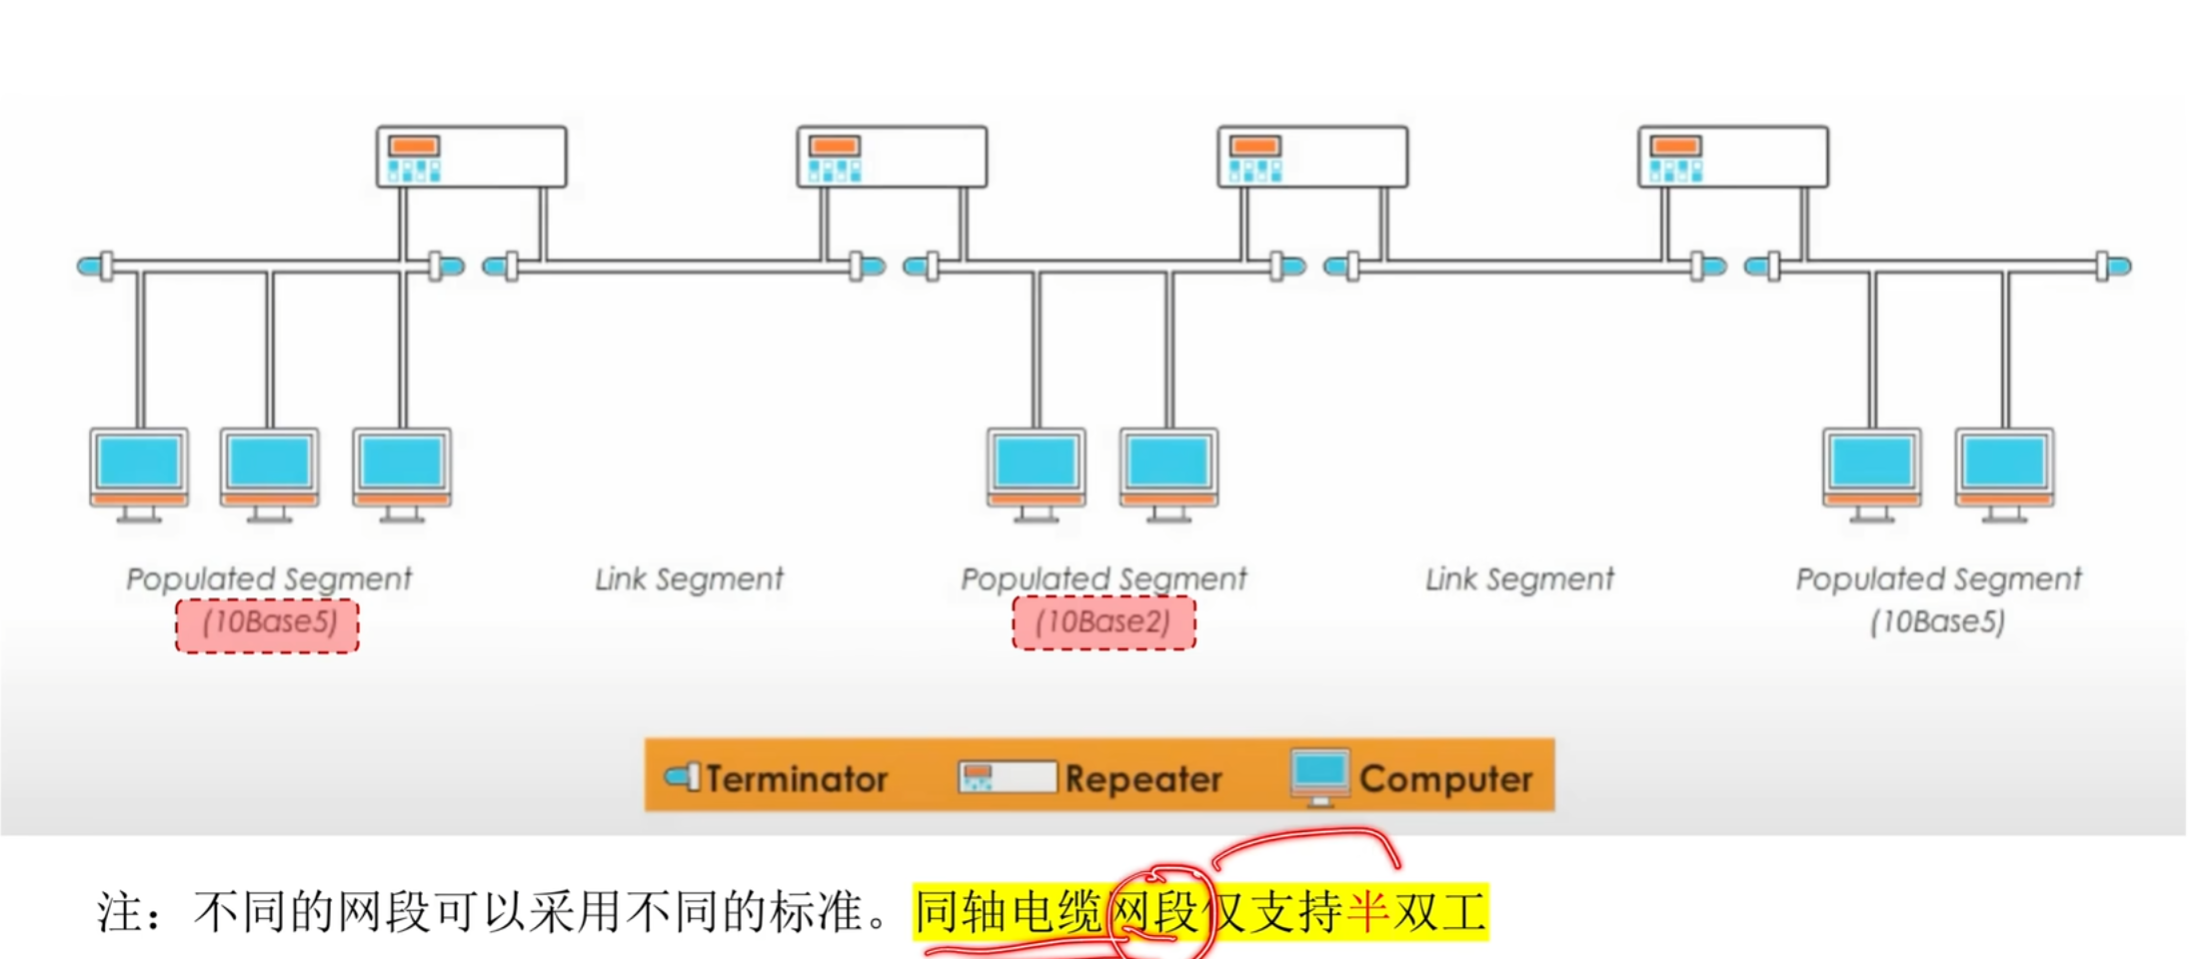 Populated Segment
(10Base5)
Link Segment
Populated Segment
(10Base2)
Link Segment
Populated Segment
(10Base5)
Terminator
Repeater
Computer
注：不同的网段可以采用不同的标准。同轴电缆网段仅支持半双工